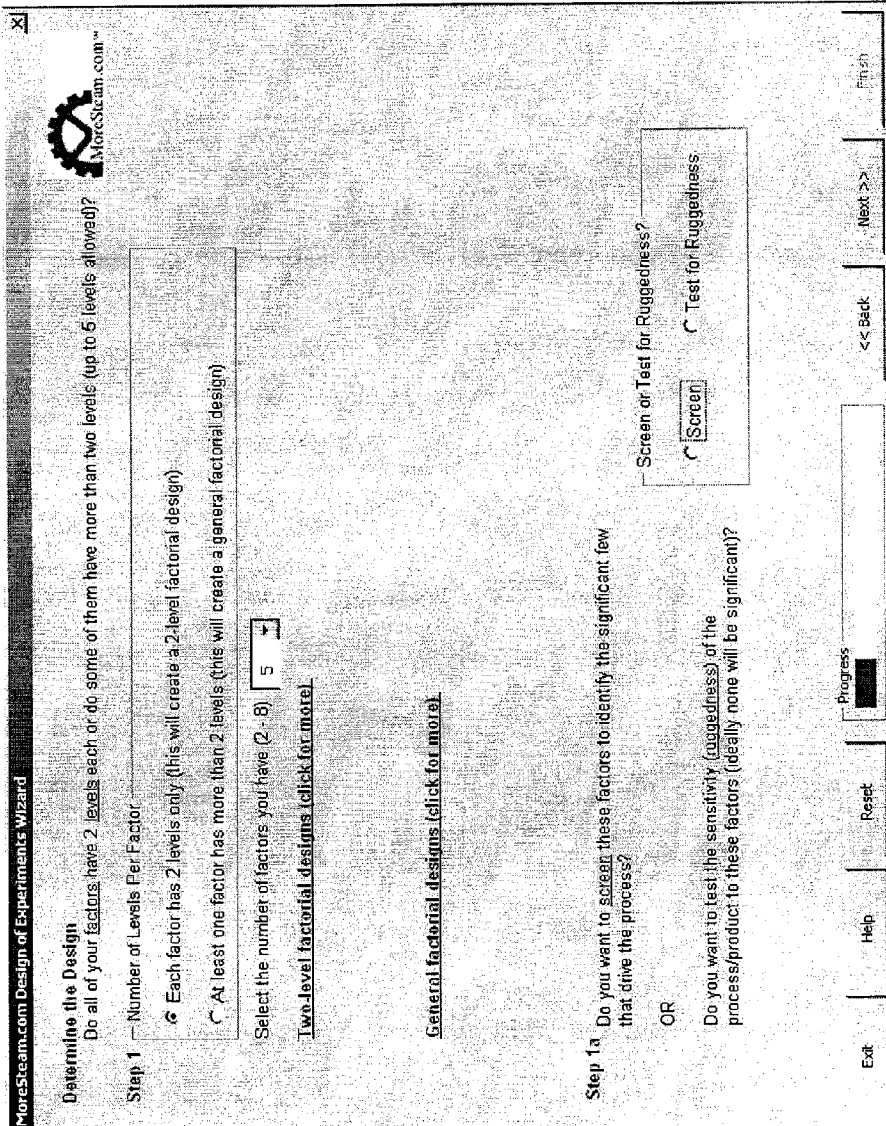 MoreSteam.com Design of Experiments Wizard
Determine the Design
Do all of your factors have 2 levels each or do some of them have more than two levels (up to 5 levels allowed)?
MoreSteam.com™
Step 1
Number of Levels Per Factor
Each factor has 2 levels only (this will create a 2-level factorial design)
At least one factor has more than 2 levels (this will create a general factorial design)
Select the number of factors you have (2 - 8)
5
Two-level factorial designs (click for more)
General factorial designs (click for more)
Step 1a
Do you want to screen these factors to identify the significant few
that drive the process?
OR
Do you want to test the sensitivity (ruggedness) of the
process/product to these factors (ideally none will be significant)?
Screen or Test for Ruggedness?
Screen
Test for Ruggedness
Exit
Help
Reset
Progress
<< Back
Next >>
Finish